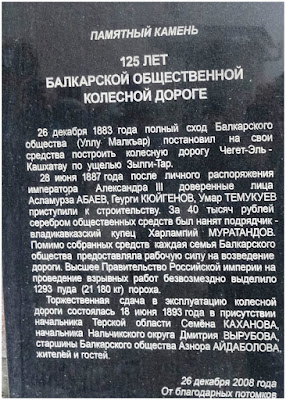 ПАМЯТНЫЙ КАМЕНЬ
125 ЛЕТ
БАЛКАРСКОЙ ОБЩЕСТВЕННОЙ
КОЛЕСНОЙ ДОРОГЕ
26 декабря 1883 года полный сход Балкарского
общества (Уллу Малкъар) постановил на свои
средства построить колесную дорогу Чегет-Эль -
Кашхатау по ущелью Зылги-Тар.
28 июня 1887 года после личного распоряжения
императора Александра III доверенные лица
Асламурза АБАЕВ, Геурги КЮЙГЕНОВ, Умар ТЕМУКУЕВ
приступили к строительству. За 40 тысяч рублей
серебром общественных средств был нанят подрядчик -
владикавказский купец Харлампий МУРАТАНДОВ.
Помимо собранных средств каждая семья Балкарского
общества предоставляла рабочую силу на возведение
дороги. Высшее Правительство Российской империи на
проведение взрывных работ безвозмездно выделило
1293 пуда (21 180 кг) пороха.
Торжественная сдача в эксплуатацию колесной
дороги состоялась 18 июня 1893 года в присутствии
начальника Терской области Семёна КАХАНОВА,
начальника Нальчикского округа Дмитрия ВЫРУБОВА,
старшины Балкарского общества Азнора АЙДАБОЛОВА,
жителей и гостей.
26 декабря 2008 года
От благодарных потомков